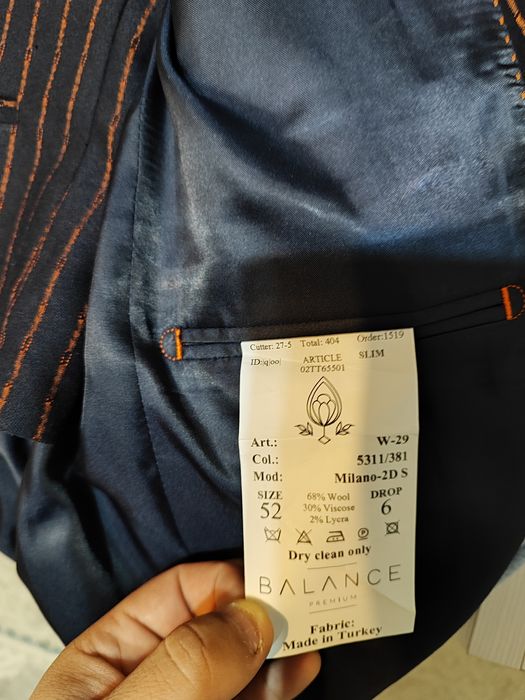 Cutter: 27-5 Total: 404 Order:1519
ARTICLE SLIM
02TT65501
Art.: W-29
Col.: 5311/381
Mod: Milano-2D S
SIZE 68% Wool DROP
52 30% Viscose 6
2% Lycra
Dry clean only
BALANCE
PREMIUM
Fabric:
Made in Turkey